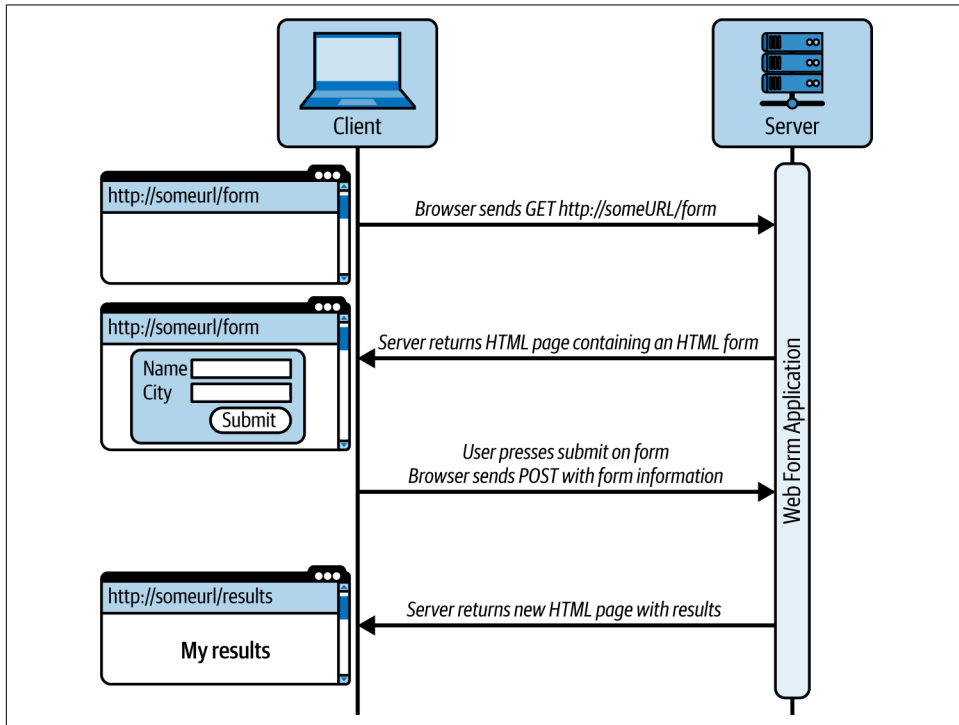 Client
Server
http://someurl/form
Browser sends GET http://someURL/form
http://someurl/form
Server returns HTML page containing an HTML form
Name
City
Submit
User presses submit on form
Browser sends POST with form information
Web Form Application
http://someurl/results
Server returns new HTML page with results
My results